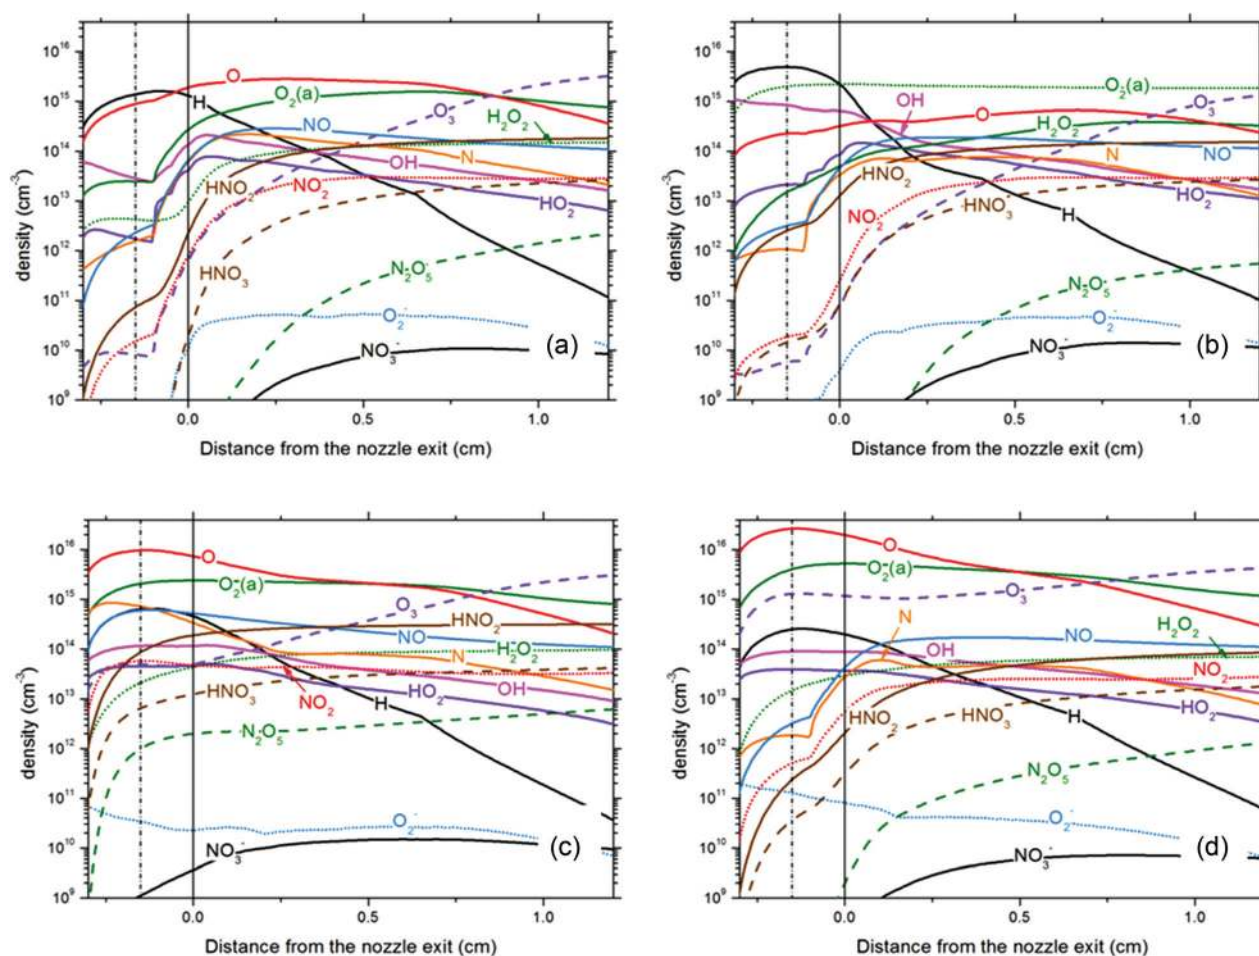 10¹⁶
10¹⁵
10¹⁴
10¹³
10¹²
10¹¹
10¹⁰
10⁹
density (cm⁻³)
O
H
O₂(a)
O₃
NO
H₂O₂
N
OH
HNO₂
NO₂
HO₂
HNO₃
N₂O₅
O₂⁻
NO₃⁻
(a)
0.0 0.5 1.0
Distance from the nozzle exit (cm)
10¹⁶
10¹⁵
10¹⁴
10¹³
10¹²
10¹¹
10¹⁰
10⁹
density (cm⁻³)
O₂(a)
O₃
OH
O
H₂O₂
N
NO
HNO₂
NO₂
HNO₃
H
N₂O₅
O₂⁻
NO₃⁻
(b)
0.0 0.5 1.0
Distance from the nozzle exit (cm)
10¹⁶
10¹⁵
10¹⁴
10¹³
10¹²
10¹¹
10¹⁰
10⁹
density (cm⁻³)
O
O₂(a)
O₃
HNO₂
NO
N
H₂O₂
HNO₃
NO₂
H
HO₂
OH
N₂O₅
O₂⁻
NO₃⁻
(c)
0.0 0.5 1.0
Distance from the nozzle exit (cm)
10¹⁶
10¹⁵
10¹⁴
10¹³
10¹²
10¹¹
10¹⁰
10⁹
density (cm⁻³)
O
O₂(a)
O₃
N
NO
H₂O₂
OH
NO₂
HNO₂
HNO₃
H
HO₂
N₂O₅
O₂⁻
NO₃⁻
(d)
0.0 0.5 1.0
Distance from the nozzle exit (cm)